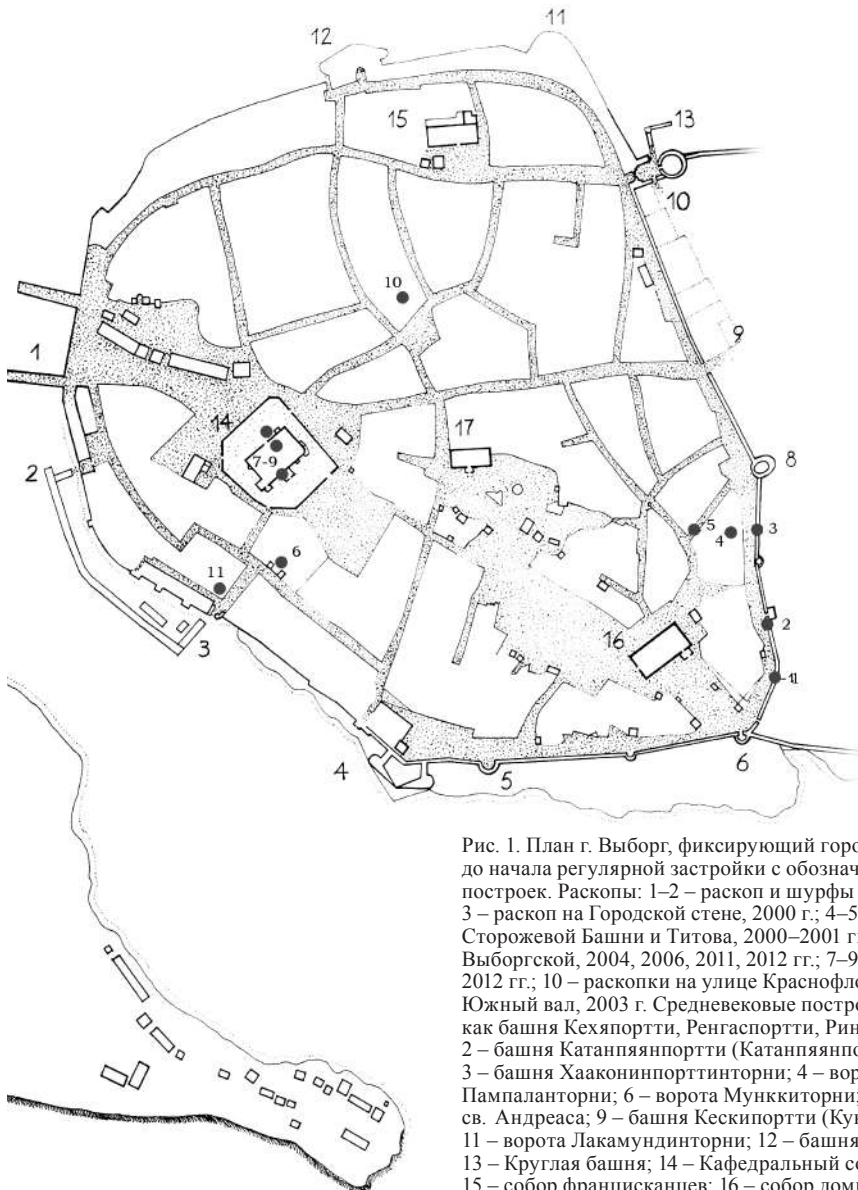 11
12
15
13
10
10
1
9
14
17
7-9
8
2
5
4
3
6
11
2
3
16
1
4
5
6
Рис. 1. План г. Выборг, фиксирующий горо
до начала регулярной застройки с обознач
построек. Раскопы: 1–2 – раскоп и шурфы
3 – раскоп на Городской стене, 2000 г.; 4–5
Сторожевой Башни и Титова, 2000–2001 г
Выборгской, 2004, 2006, 2011, 2012 гг.; 7–9
2012 гг.; 10 – раскопки на улице Краснофло
Южный вал, 2003 г. Средневековые постро
как башня Кехяпортти, Ренгаспортти, Рин
2 – башня Катанпяянпортти (Катанпяянпо
3 – башня Хааконинпорттинторни; 4 – вор
Пампаланторни; 6 – ворота Мунккиторни;
св. Андреаса; 9 – башня Кескипортти (Ку
11 – ворота Лакамундинторни; 12 – башня
13 – Круглая башня; 14 – Кафедральный со
15 – собор францисканцев; 16 – собор доми